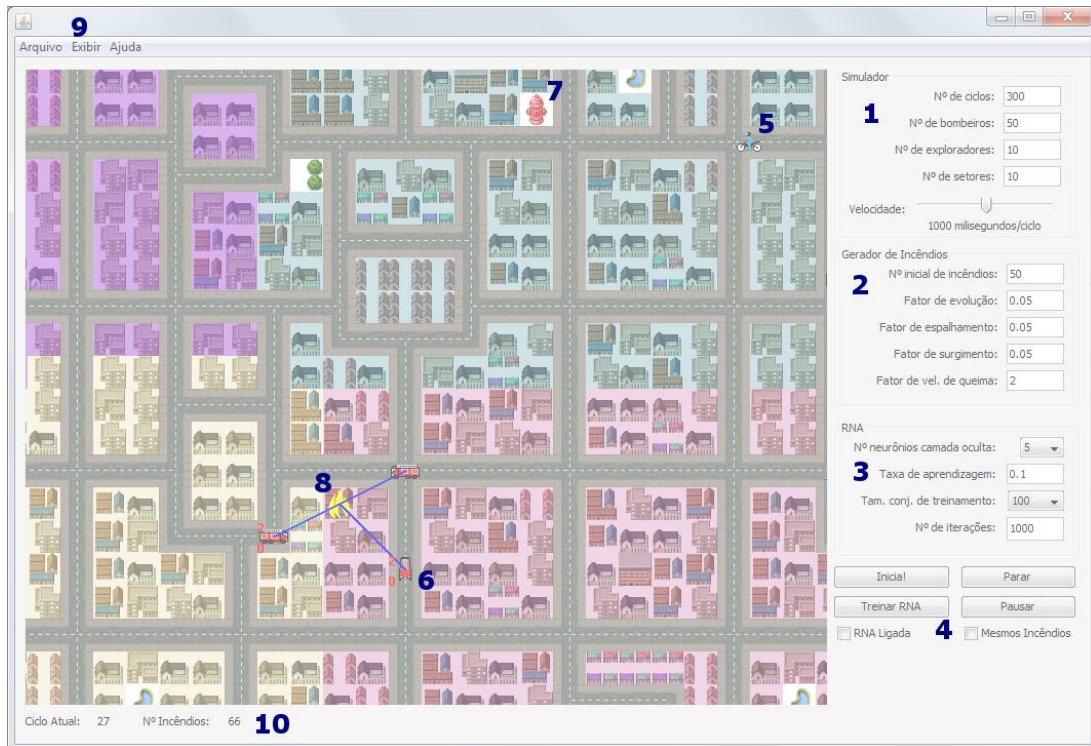 9
Arquivo Exibir Ajuda
7
5
8
2
0
2
0
6
Simulador
1
Nº de ciclos: 300
Nº de bombeiros: 50
Nº de exploradores: 10
Nº de setores: 10
Velocidade:
1000 milisegundos/ciclo
Gerador de Incêndios
2
Nº inicial de incêndios: 50
Fator de evolução: 0.05
Fator de espalhamento: 0.05
Fator de surgimento: 0.05
Fator de vel. de queima: 2
RNA
Nº neurônios camada oculta: 5
3
Taxa de aprendizagem: 0.1
Tam. conj. de treinamento: 100
Nº de iterações: 1000
Inicia! Parar
Treinar RNA Pausar
RNA Ligada 4 Mesmos Incêndios
Ciclo Atual: 27 Nº Incêndios: 66 10